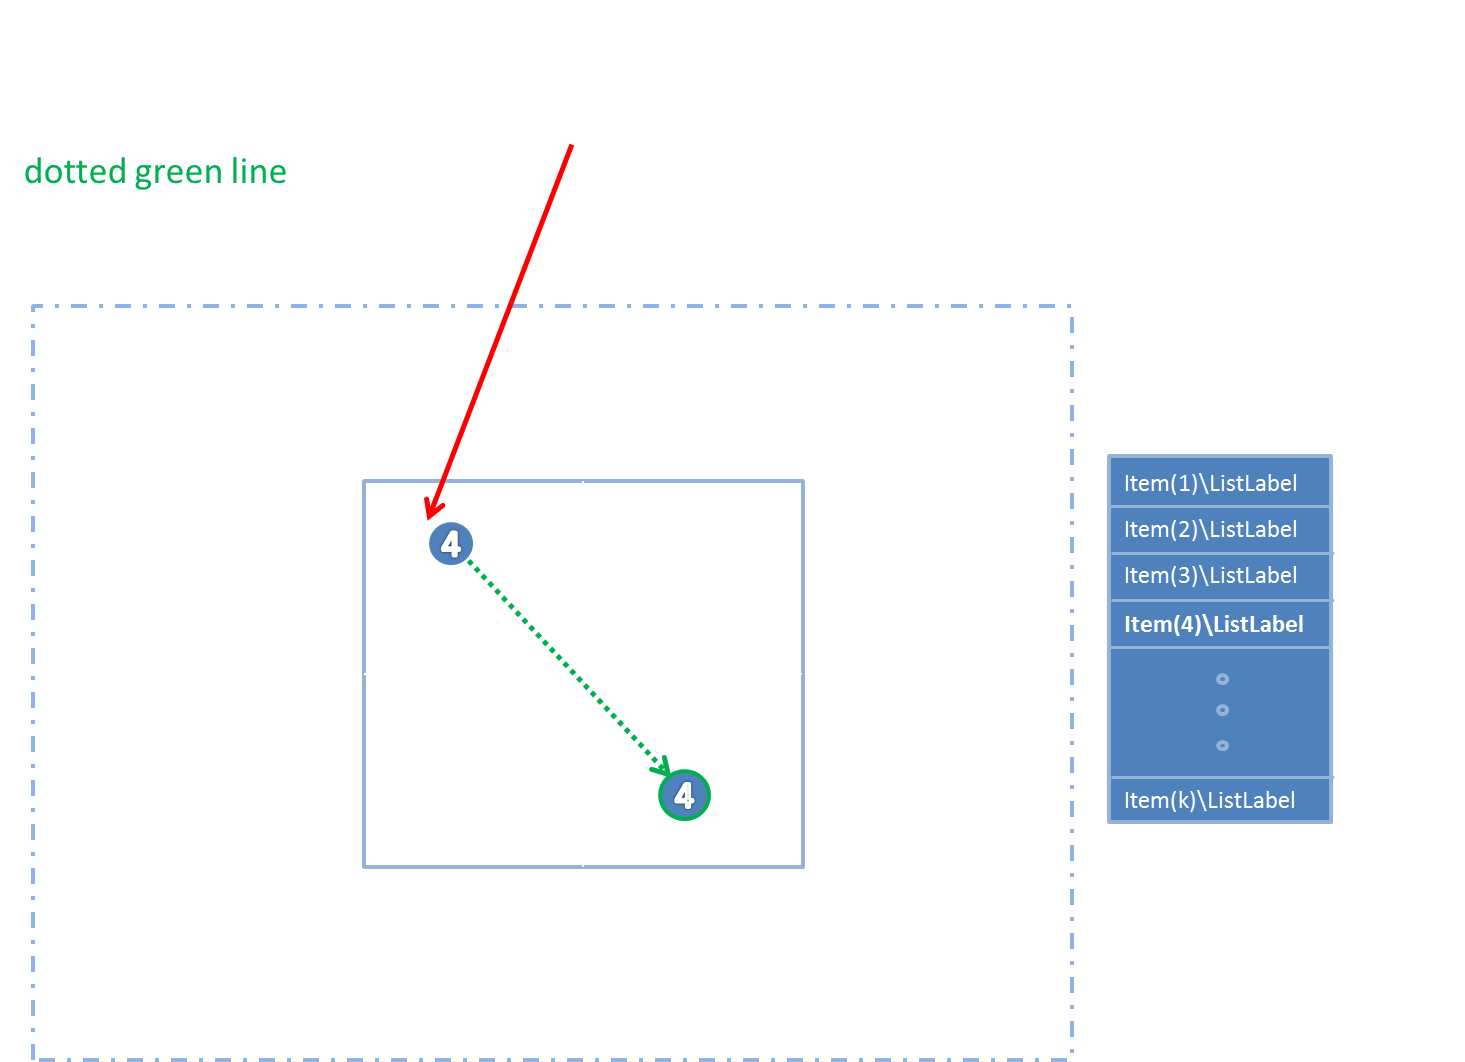 dotted green line
4
4
Item(1)\ListLabel
Item(2)\ListLabel
Item(3)\ListLabel
Item(4)\ListLabel
Item(k)\ListLabel